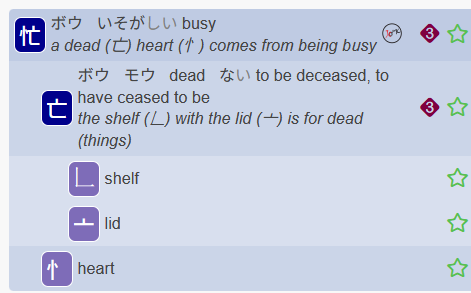 忙 ボウ いそがしい busy
a dead (亡) heart (忄) comes from being busy 3
亡 ボウ モウ dead ない to be deceased, to
have ceased to be
the shelf (𠃊) with the lid (亠) is for dead 3
(things)
𠃊 shelf
亠 lid
忄 heart